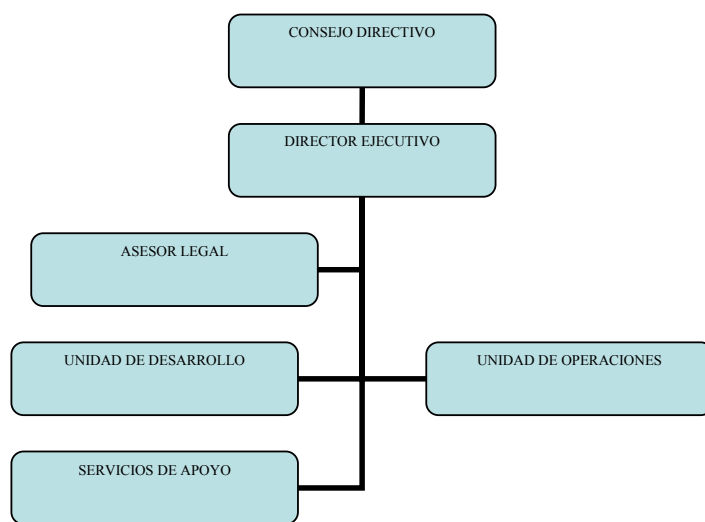 CONSEJO DIRECTIVO
DIRECTOR EJECUTIVO
ASESOR LEGAL
UNIDAD DE DESARROLLO
UNIDAD DE OPERACIONES
SERVICIOS DE APOYO